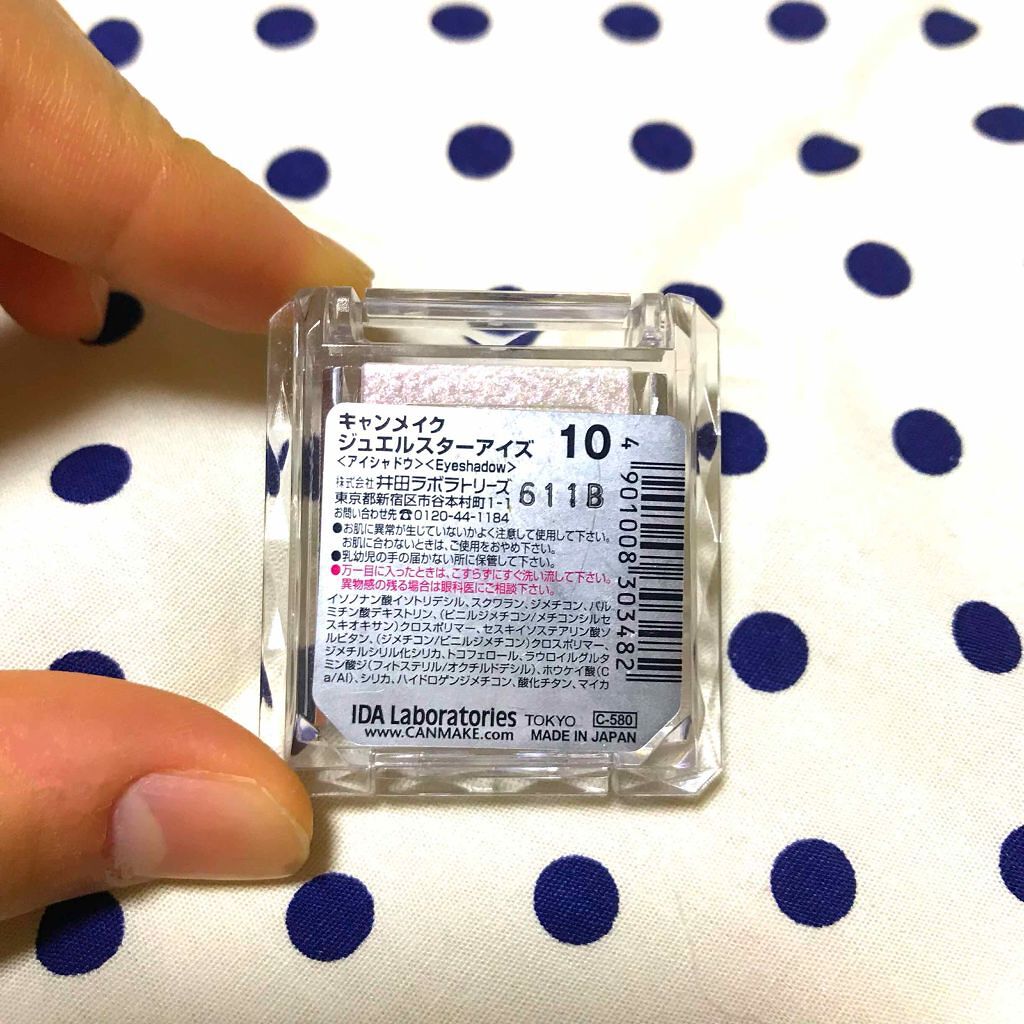 キャンメイク
ジュエルスターアイズ 10
<アイシャドウ><Eyeshadow>
株式会社 井田ラボラトリーズ
東京都新宿区市谷本村町1-1 611B
お問い合わせ先☎0120-44-1184
●お肌に異常が生じていないかよく注意して使用して下さい。
お肌に合わないときは、ご使用をおやめ下さい。
●乳幼児の手の届かない所に保管して下さい。
●万一目に入ったときは、こすらずにすぐ洗い流して下さい。
異物感の残る場合は眼科医にご相談下さい。
イソノナン酸イソトリデシル、スクワラン、ジメチコン、パル
ミチン酸デキストリン、(ビニルジメチコン/メチコンシルセ
スキオキサン)クロスポリマー、セスキイソステアリン酸ソ
ルビタン、(ジメチコン/ビニルジメチコン)クロスポリマー、
ジメチルシリル化シリカ、トコフェロール、ラウロイルグルタ
ミン酸ジ(フィトステリル/オクチルドデシル)、ホウケイ酸(C
a/Al)、シリカ、ハイドロゲンジメチコン、酸化チタン、マイカ
IDA Laboratories TOKYO C-580
www.CANMAKE.com MADE IN JAPAN
4 901008 303482